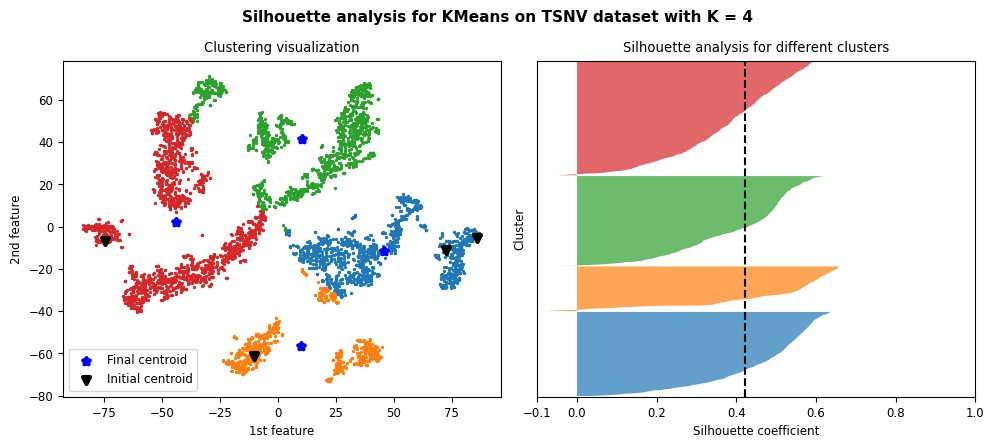 Silhouette analysis for KMeans on TSNV dataset with K = 4
Clustering visualization
2nd feature
60
40
20
0
−20
−40
−60
−80
Final centroid
Initial centroid
−75
−50
−25
0
25
50
75
1st feature
Silhouette analysis for different clusters
Cluster
−0.1
0.0
0.2
0.4
0.6
0.8
1.0
Silhouette coefficient